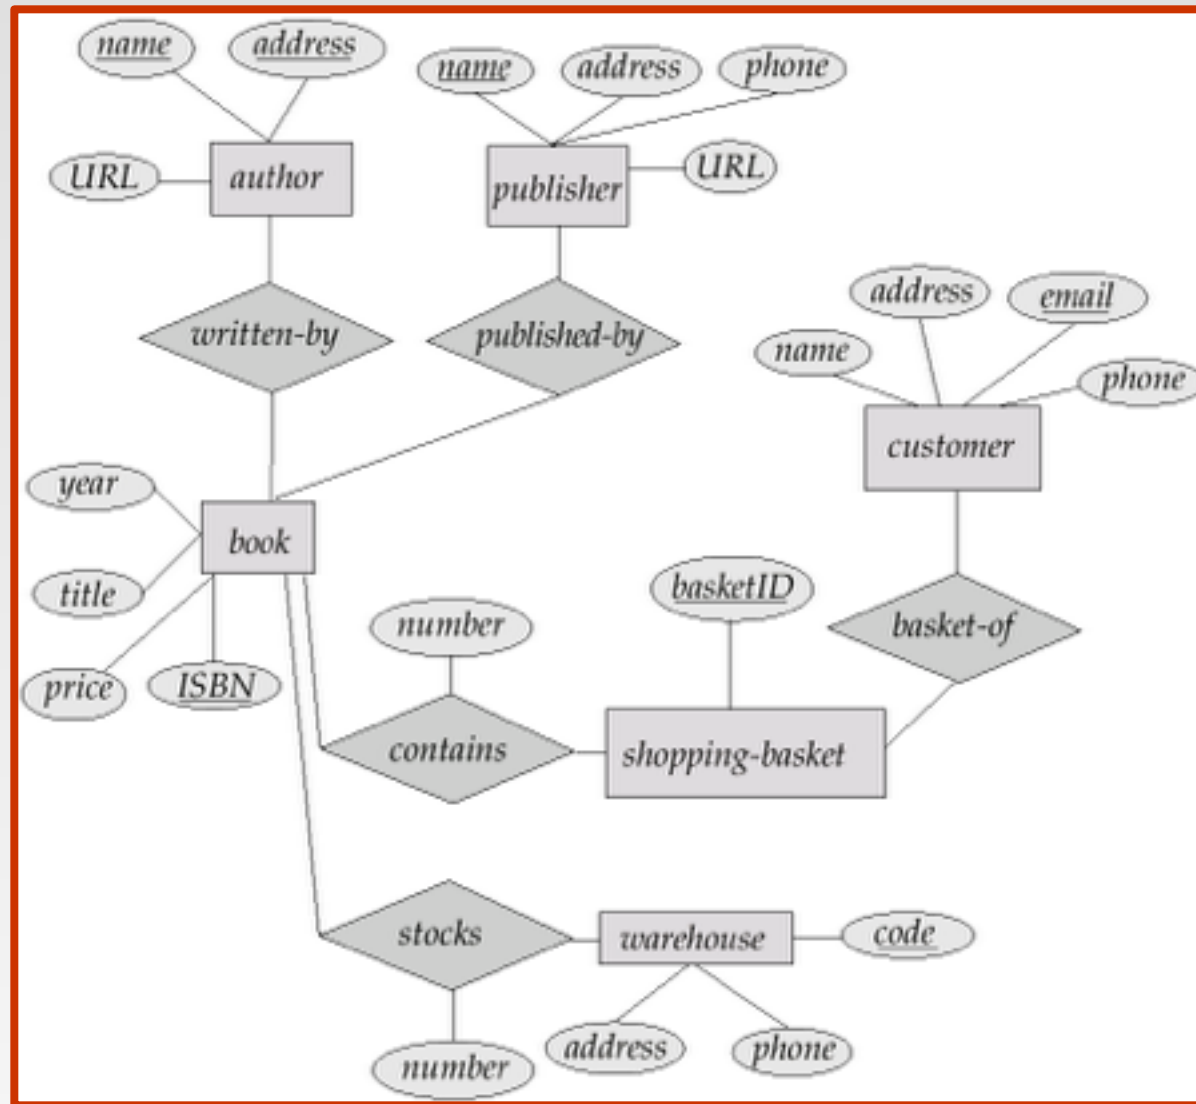 name
address
name
address
phone
URL
author
publisher
URL
written-by
published-by
address
email
name
phone
customer
year
book
title
price
ISBN
number
basketID
basket-of
contains
shopping-basket
stocks
warehouse
code
number
address
phone